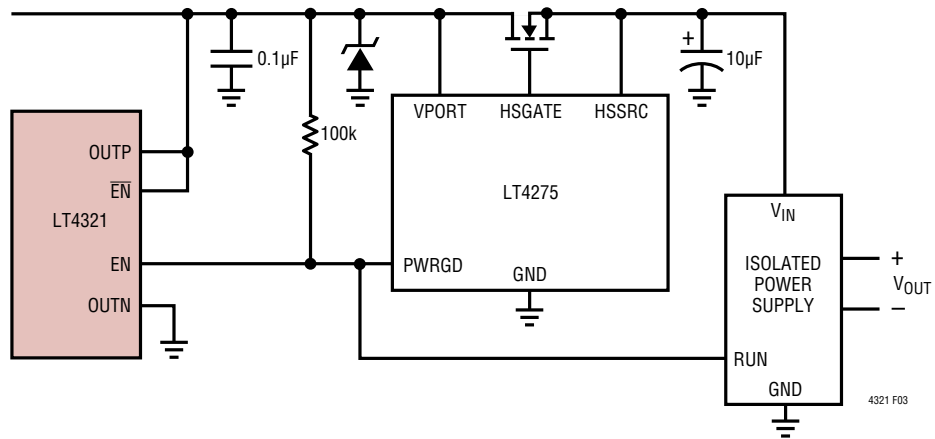 0.1µF
100k
+
10µF
VPORT
HSGATE
HSSRC
LT4275
PWRGD
GND
OUTP
E̅N̅
LT4321
EN
OUTN
VIN
ISOLATED
POWER
SUPPLY
RUN
GND
+
VOUT
–
4321 F03